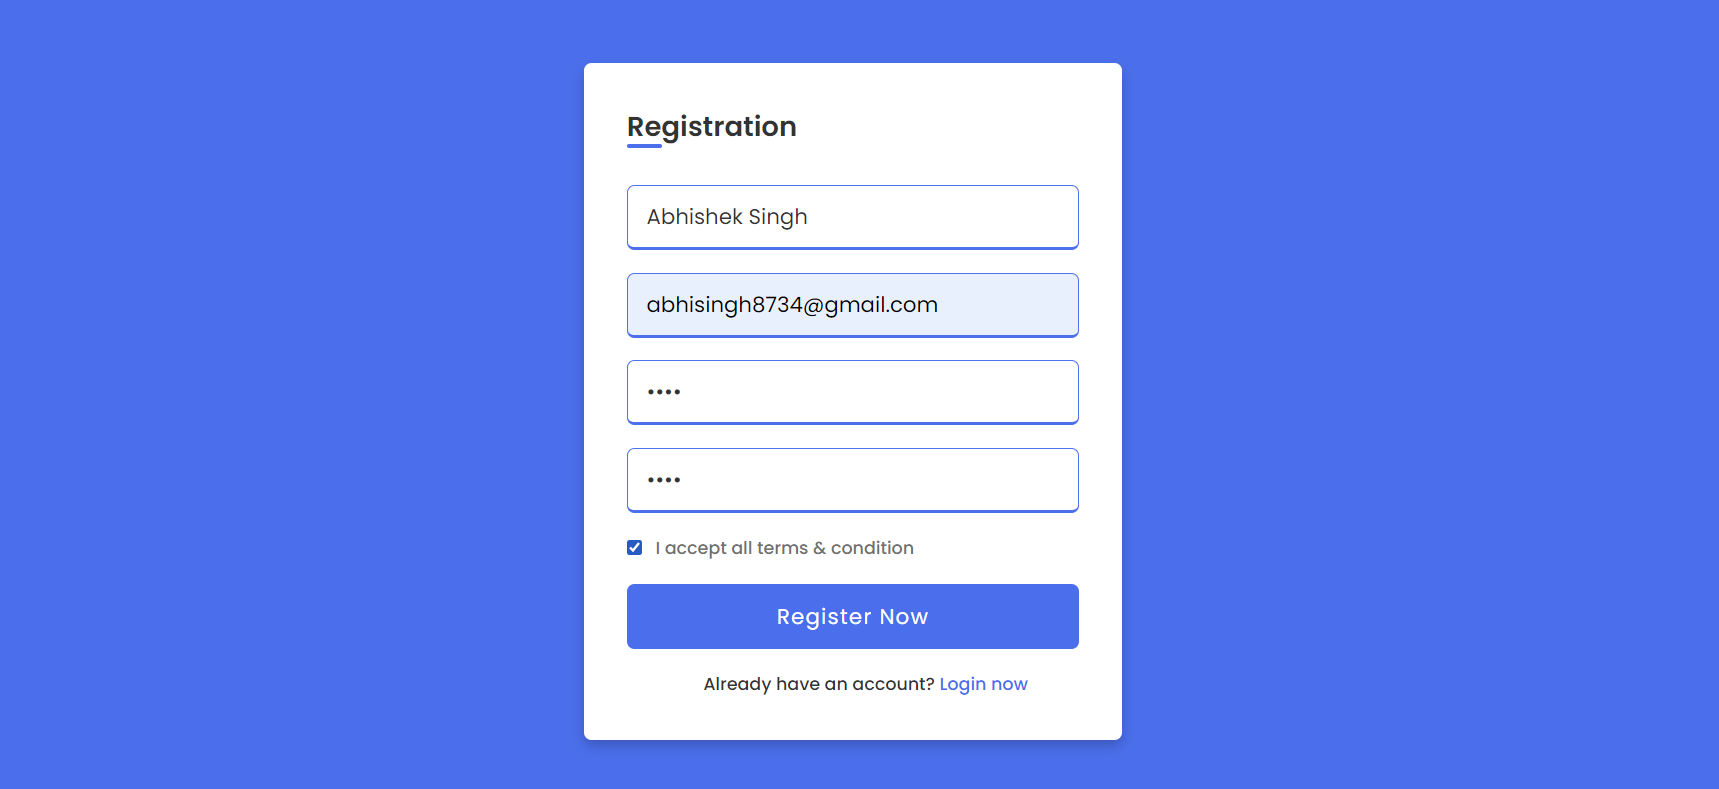 Registration
Abhishek Singh
abhisingh8734@gmail.com
••••
••••
I accept all terms & condition
Register Now
Already have an account? Login now